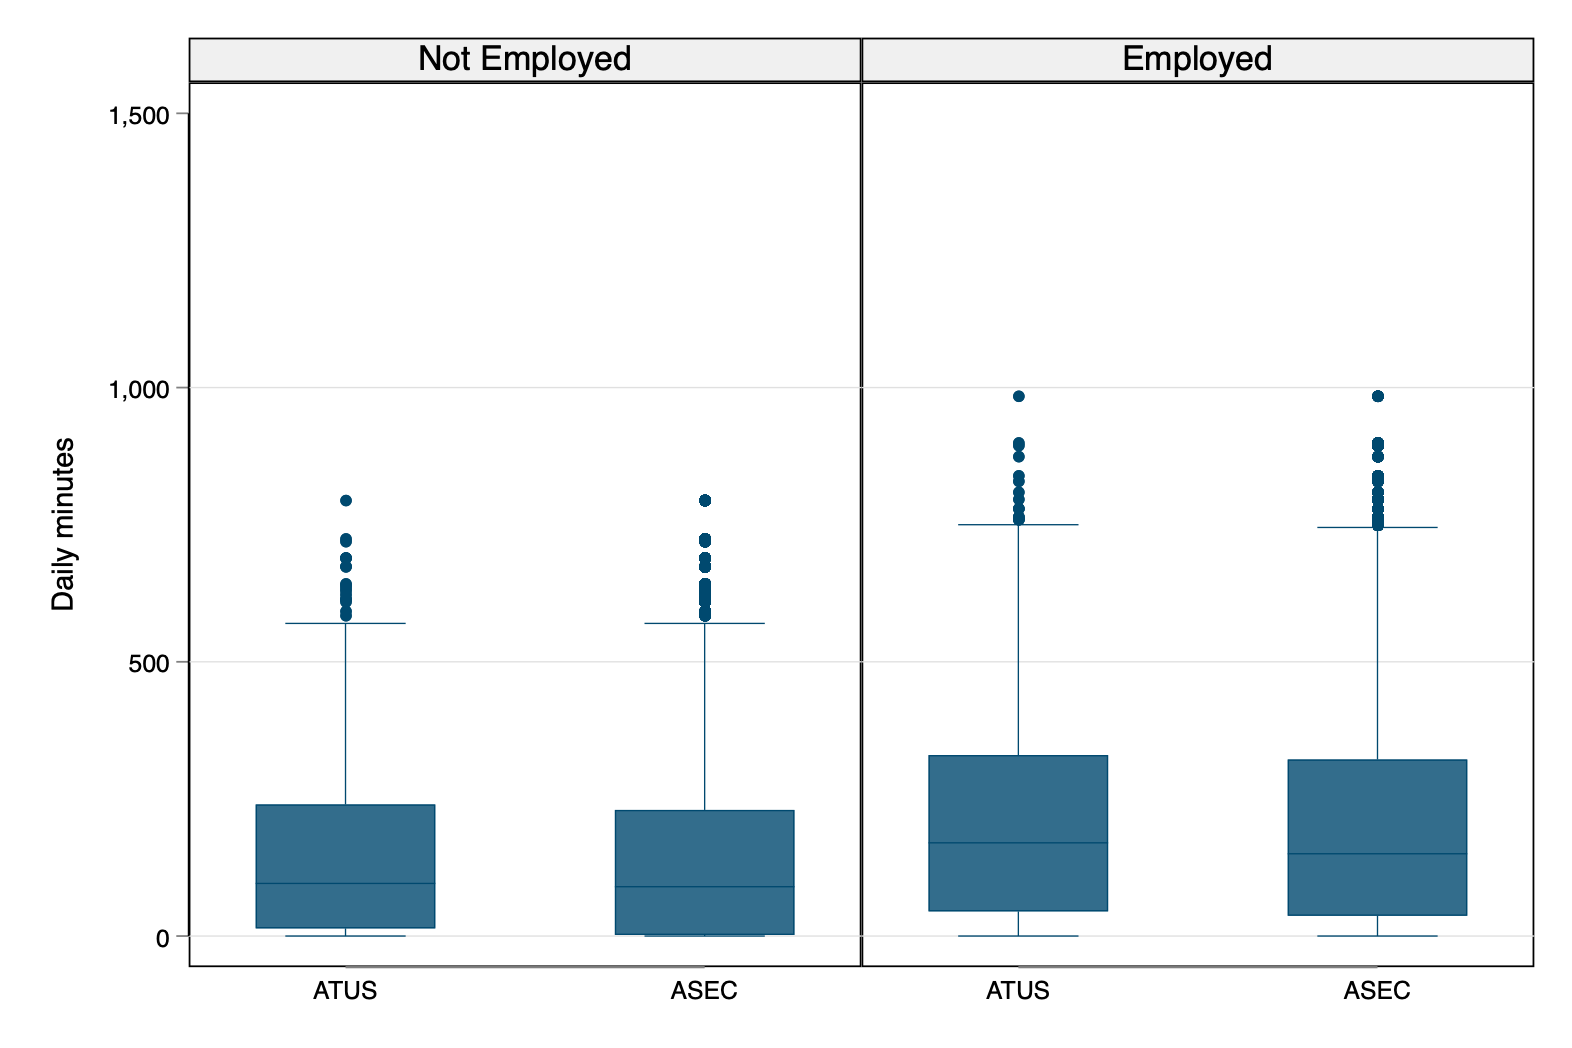 Not Employed
Employed
1,500
1,000
500
0
Daily minutes
ATUS
ASEC
ATUS
ASEC